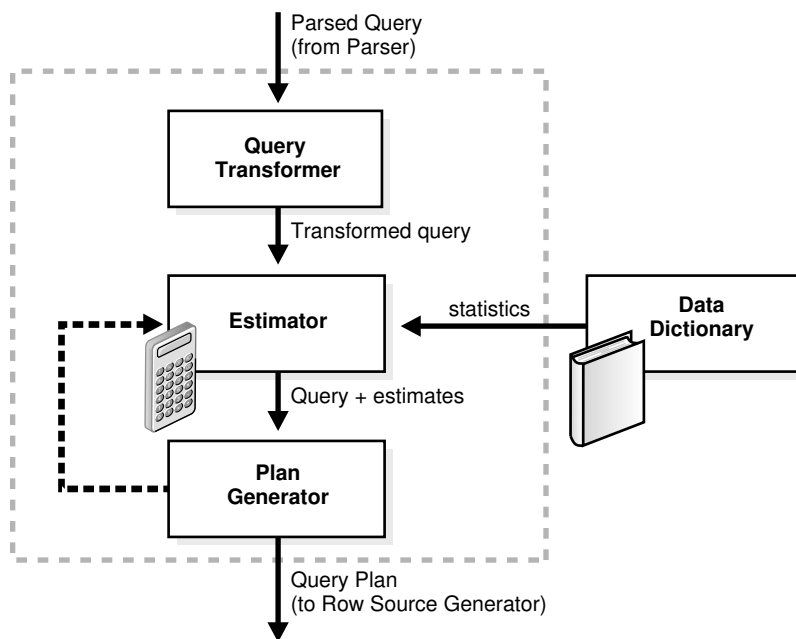 Parsed Query
(from Parser)
Query
Transformer
Transformed query
Estimator
statistics
Data
Dictionary
Query + estimates
Plan
Generator
Query Plan
(to Row Source Generator)